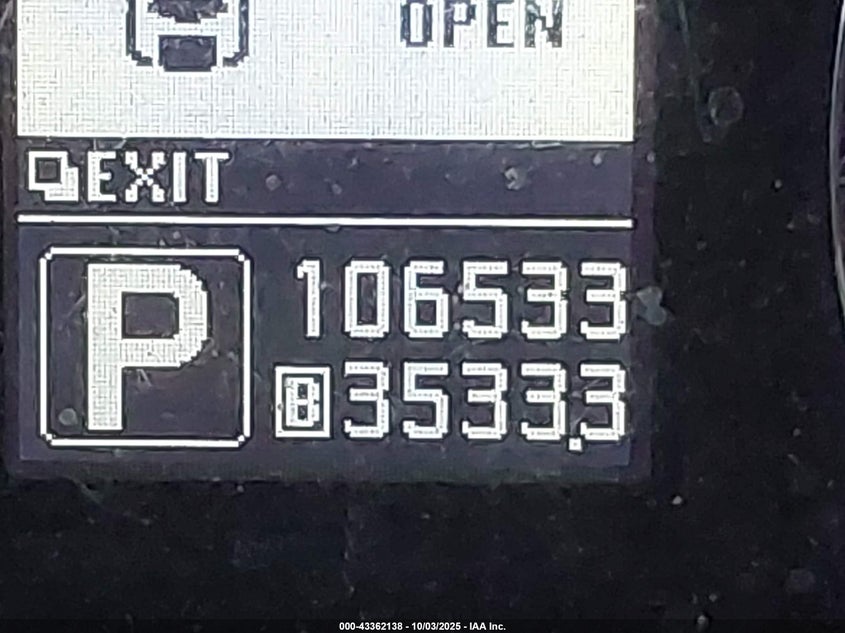 OPEN
EXIT
P
106533
B 3533.3
000-43362138 - 10/03/2025 - IAA Inc.